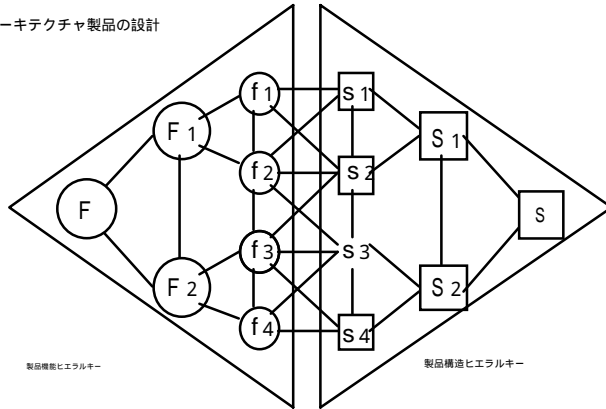 ーキテクチャ製品の設計
f1
s1
F1
S1
f2
s2
F
S
f3
s3
F2
S2
f4
s4
製品機能ヒエラルキー
製品構造ヒエラルキー